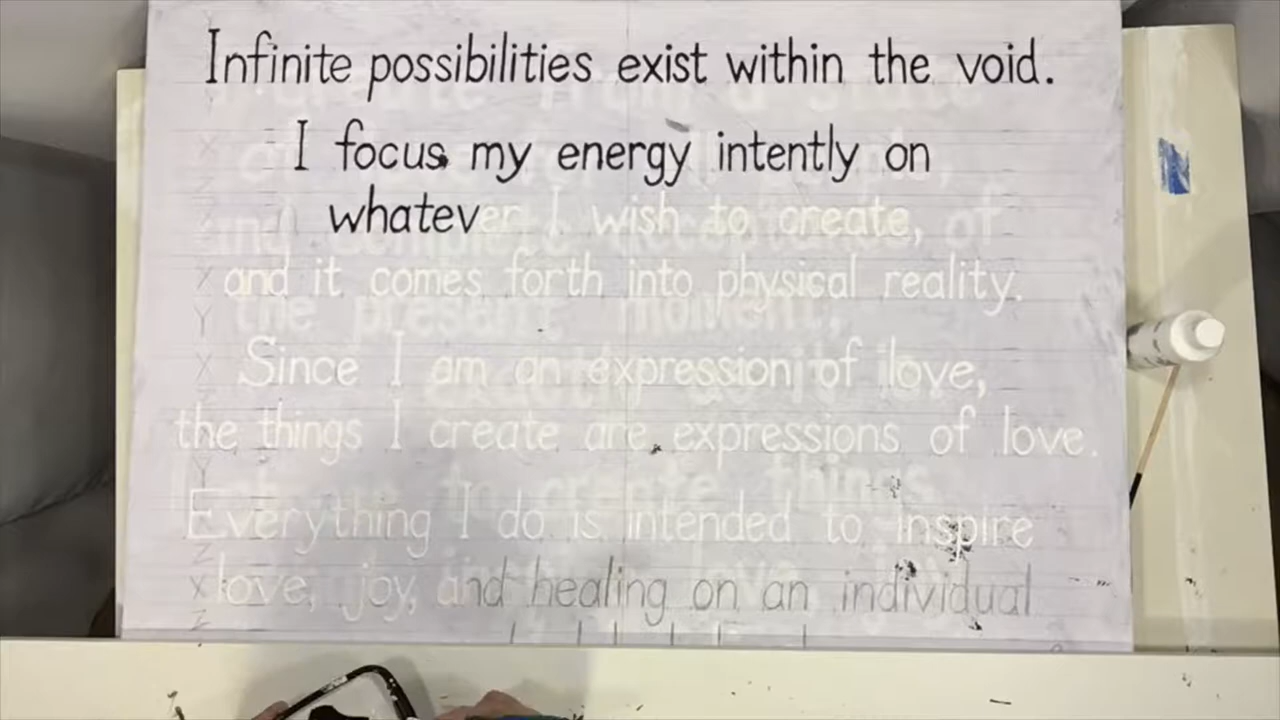 Infinite possibilities exist within the void.
I focus my energy intently on
whatever I wish to create,
and it comes forth into physical reality.
Since I am an expression of love,
the things I create are expressions of love.
Everything I do is intended to inspire
love, joy, and healing on an individual